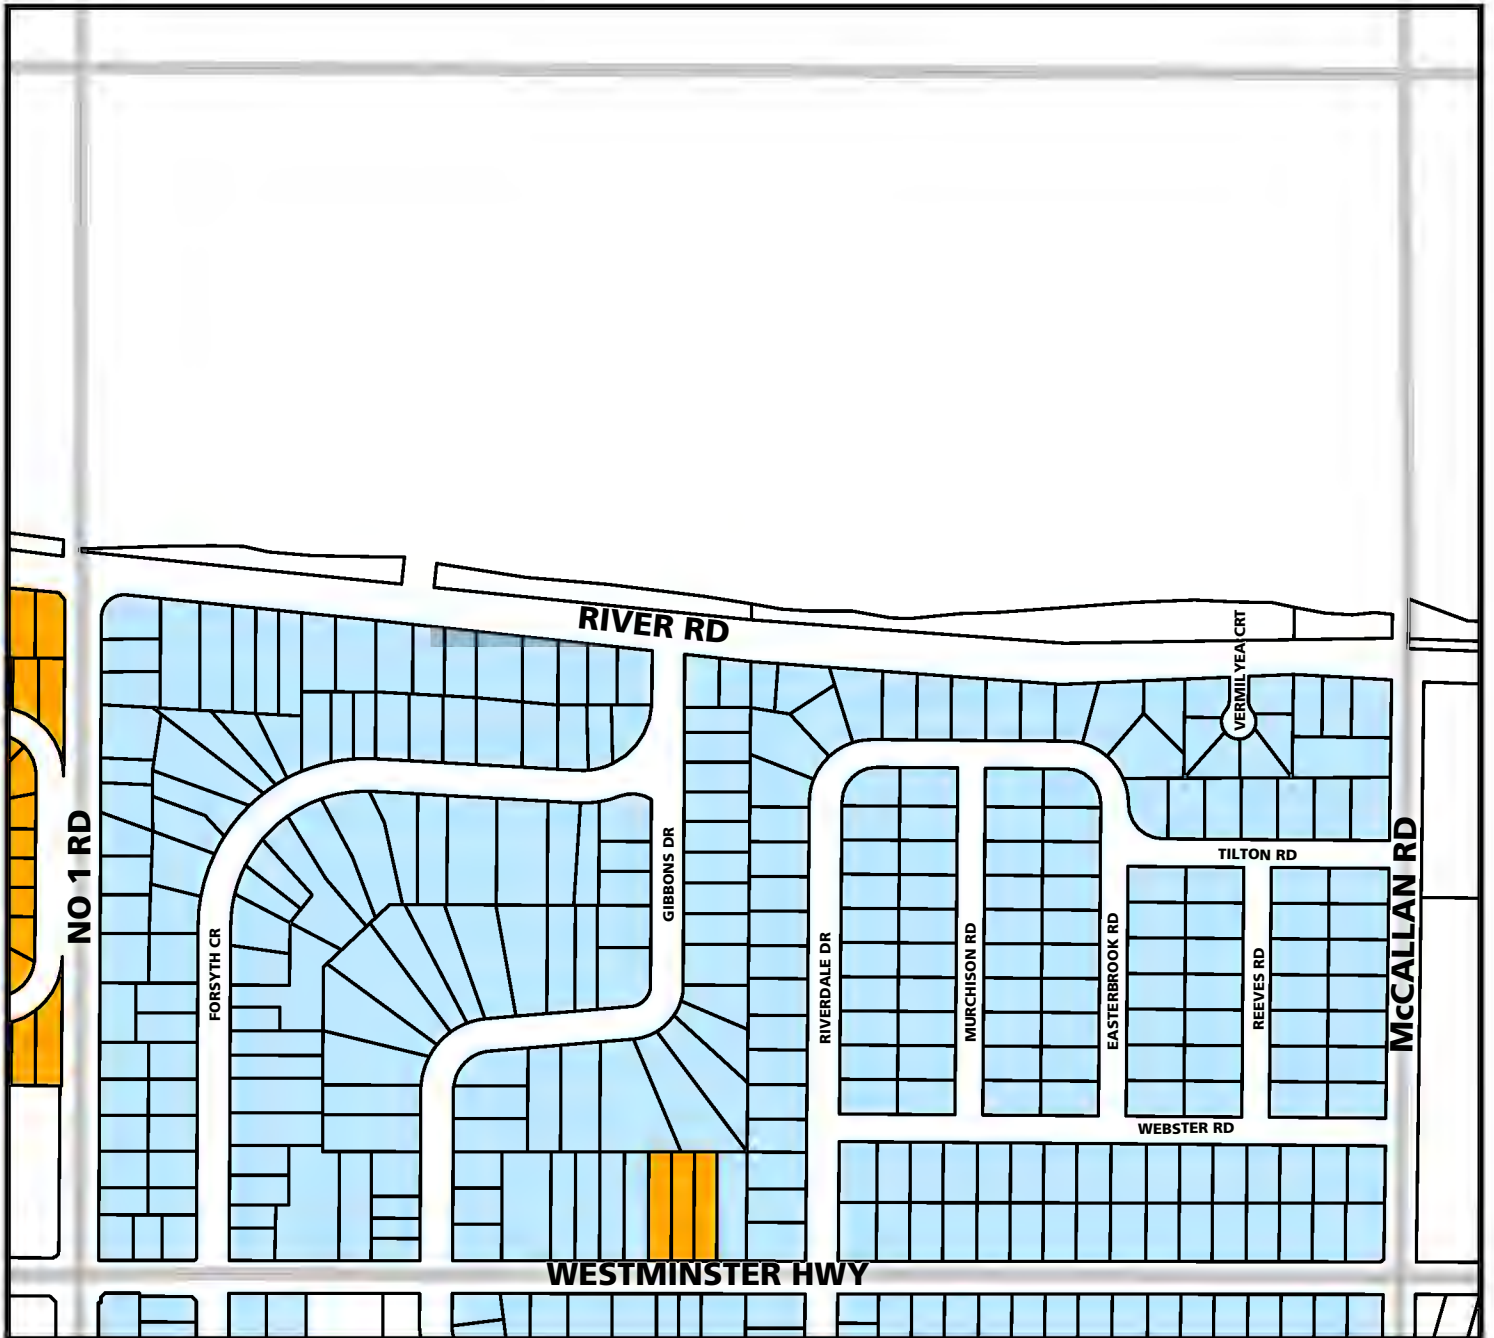 RIVER RD
VERMILYEA CRT
NO 1 RD
GIBBONS DR
TILTON RD
McCALLAN RD
FORSYTH CR
RIVERDALE DR
MURCHISON RD
EASTERBROOK RD
REEVES RD
WEBSTER RD
WESTMINSTER HWY